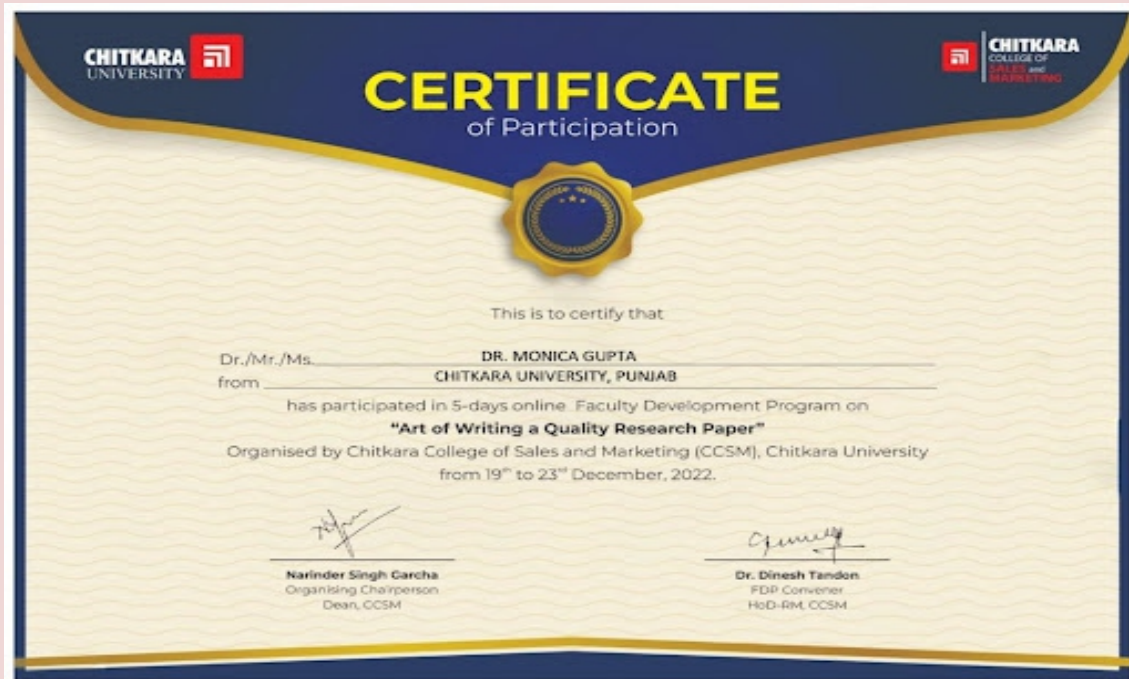 CHITKARA
UNIVERSITY
CHITKARA
COLLEGE OF
SALES and
MARKETING
CERTIFICATE
of Participation
This is to certify that
Dr./Mr./Ms. DR. MONICA GUPTA
from CHITKARA UNIVERSITY, PUNJAB
has participated in 5-days online Faculty Development Program on
“Art of Writing a Quality Research Paper”
Organised by Chitkara College of Sales and Marketing (CCSM), Chitkara University
from 19th to 23rd December, 2022.
Narinder Singh Garcha
Organising Chairperson
Dean, CCSM
Dr. Dinesh Tandon
FDP Convener
HoD-RM, CCSM